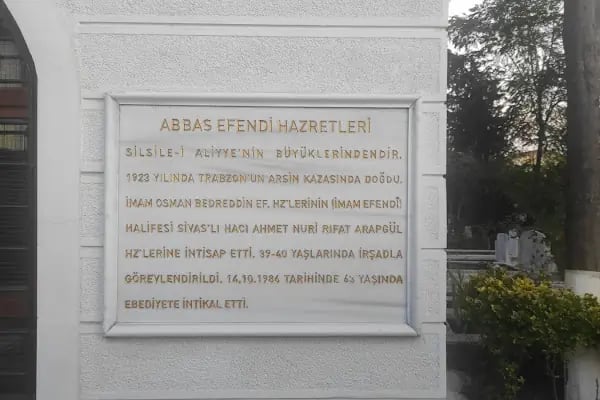 ABBAS EFENDİ HAZRETLERİ
SİLSİLE-İ ALİYYE'NİN BÜYÜKLERİNDENDİR.
1923 YILINDA TRABZON'UN ARSİN KAZASINDA DOĞDU.
İMAM OSMAN BEDREDDİN EF. HZ'LERİNİN (İMAM EFENDİ)
HALİFESİ SİVAS'LI HACI AHMET NURİ RIFAT ARAPGÜL
HZ'LERİNE İNTİSAP ETTİ. 39-40 YAŞLARINDA İRŞADLA
GÖREVLENDİRİLDİ. 14.10.1986 TARİHİNDE 63 YAŞINDA
EBEDİYETE İNTİKAL ETTİ.